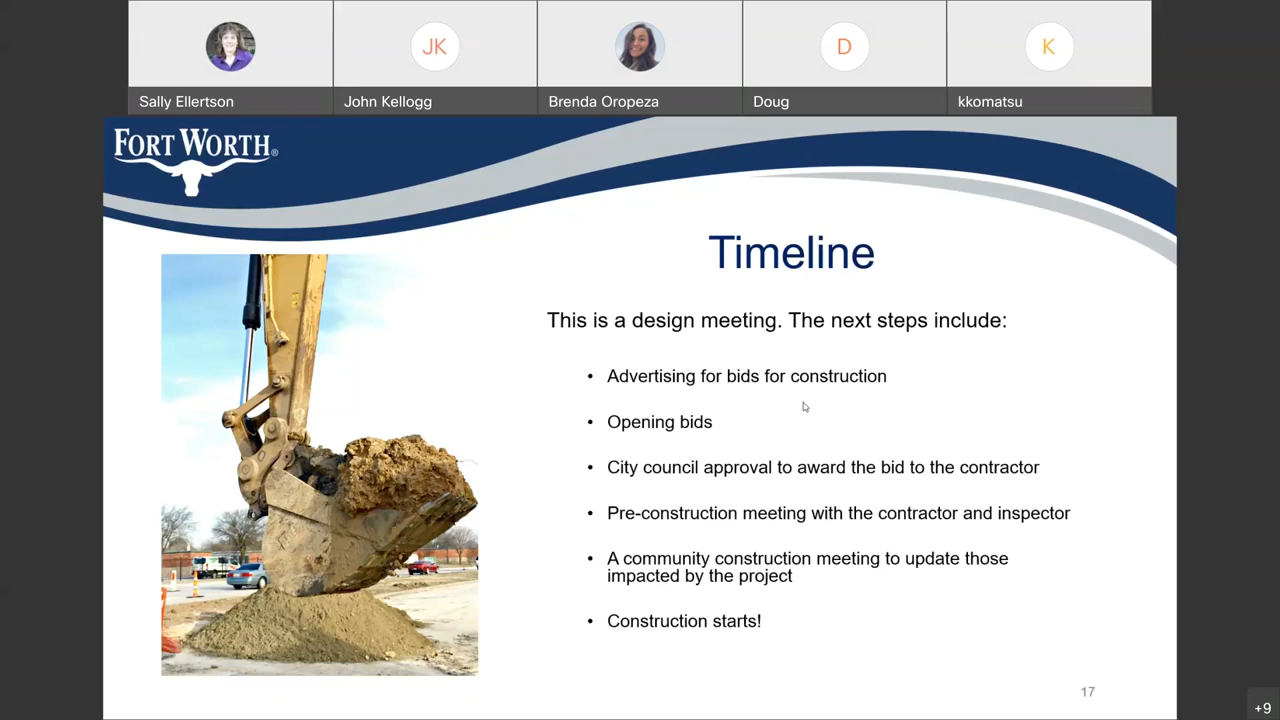 JK
D
K
Sally Ellertson
John Kellogg
Brenda Oropeza
Doug
kkomatsu
FORT WORTH®
Timeline
This is a design meeting. The next steps include:
• Advertising for bids for construction
• Opening bids
• City council approval to award the bid to the contractor
• Pre-construction meeting with the contractor and inspector
• A community construction meeting to update those
impacted by the project
• Construction starts!
17
+9